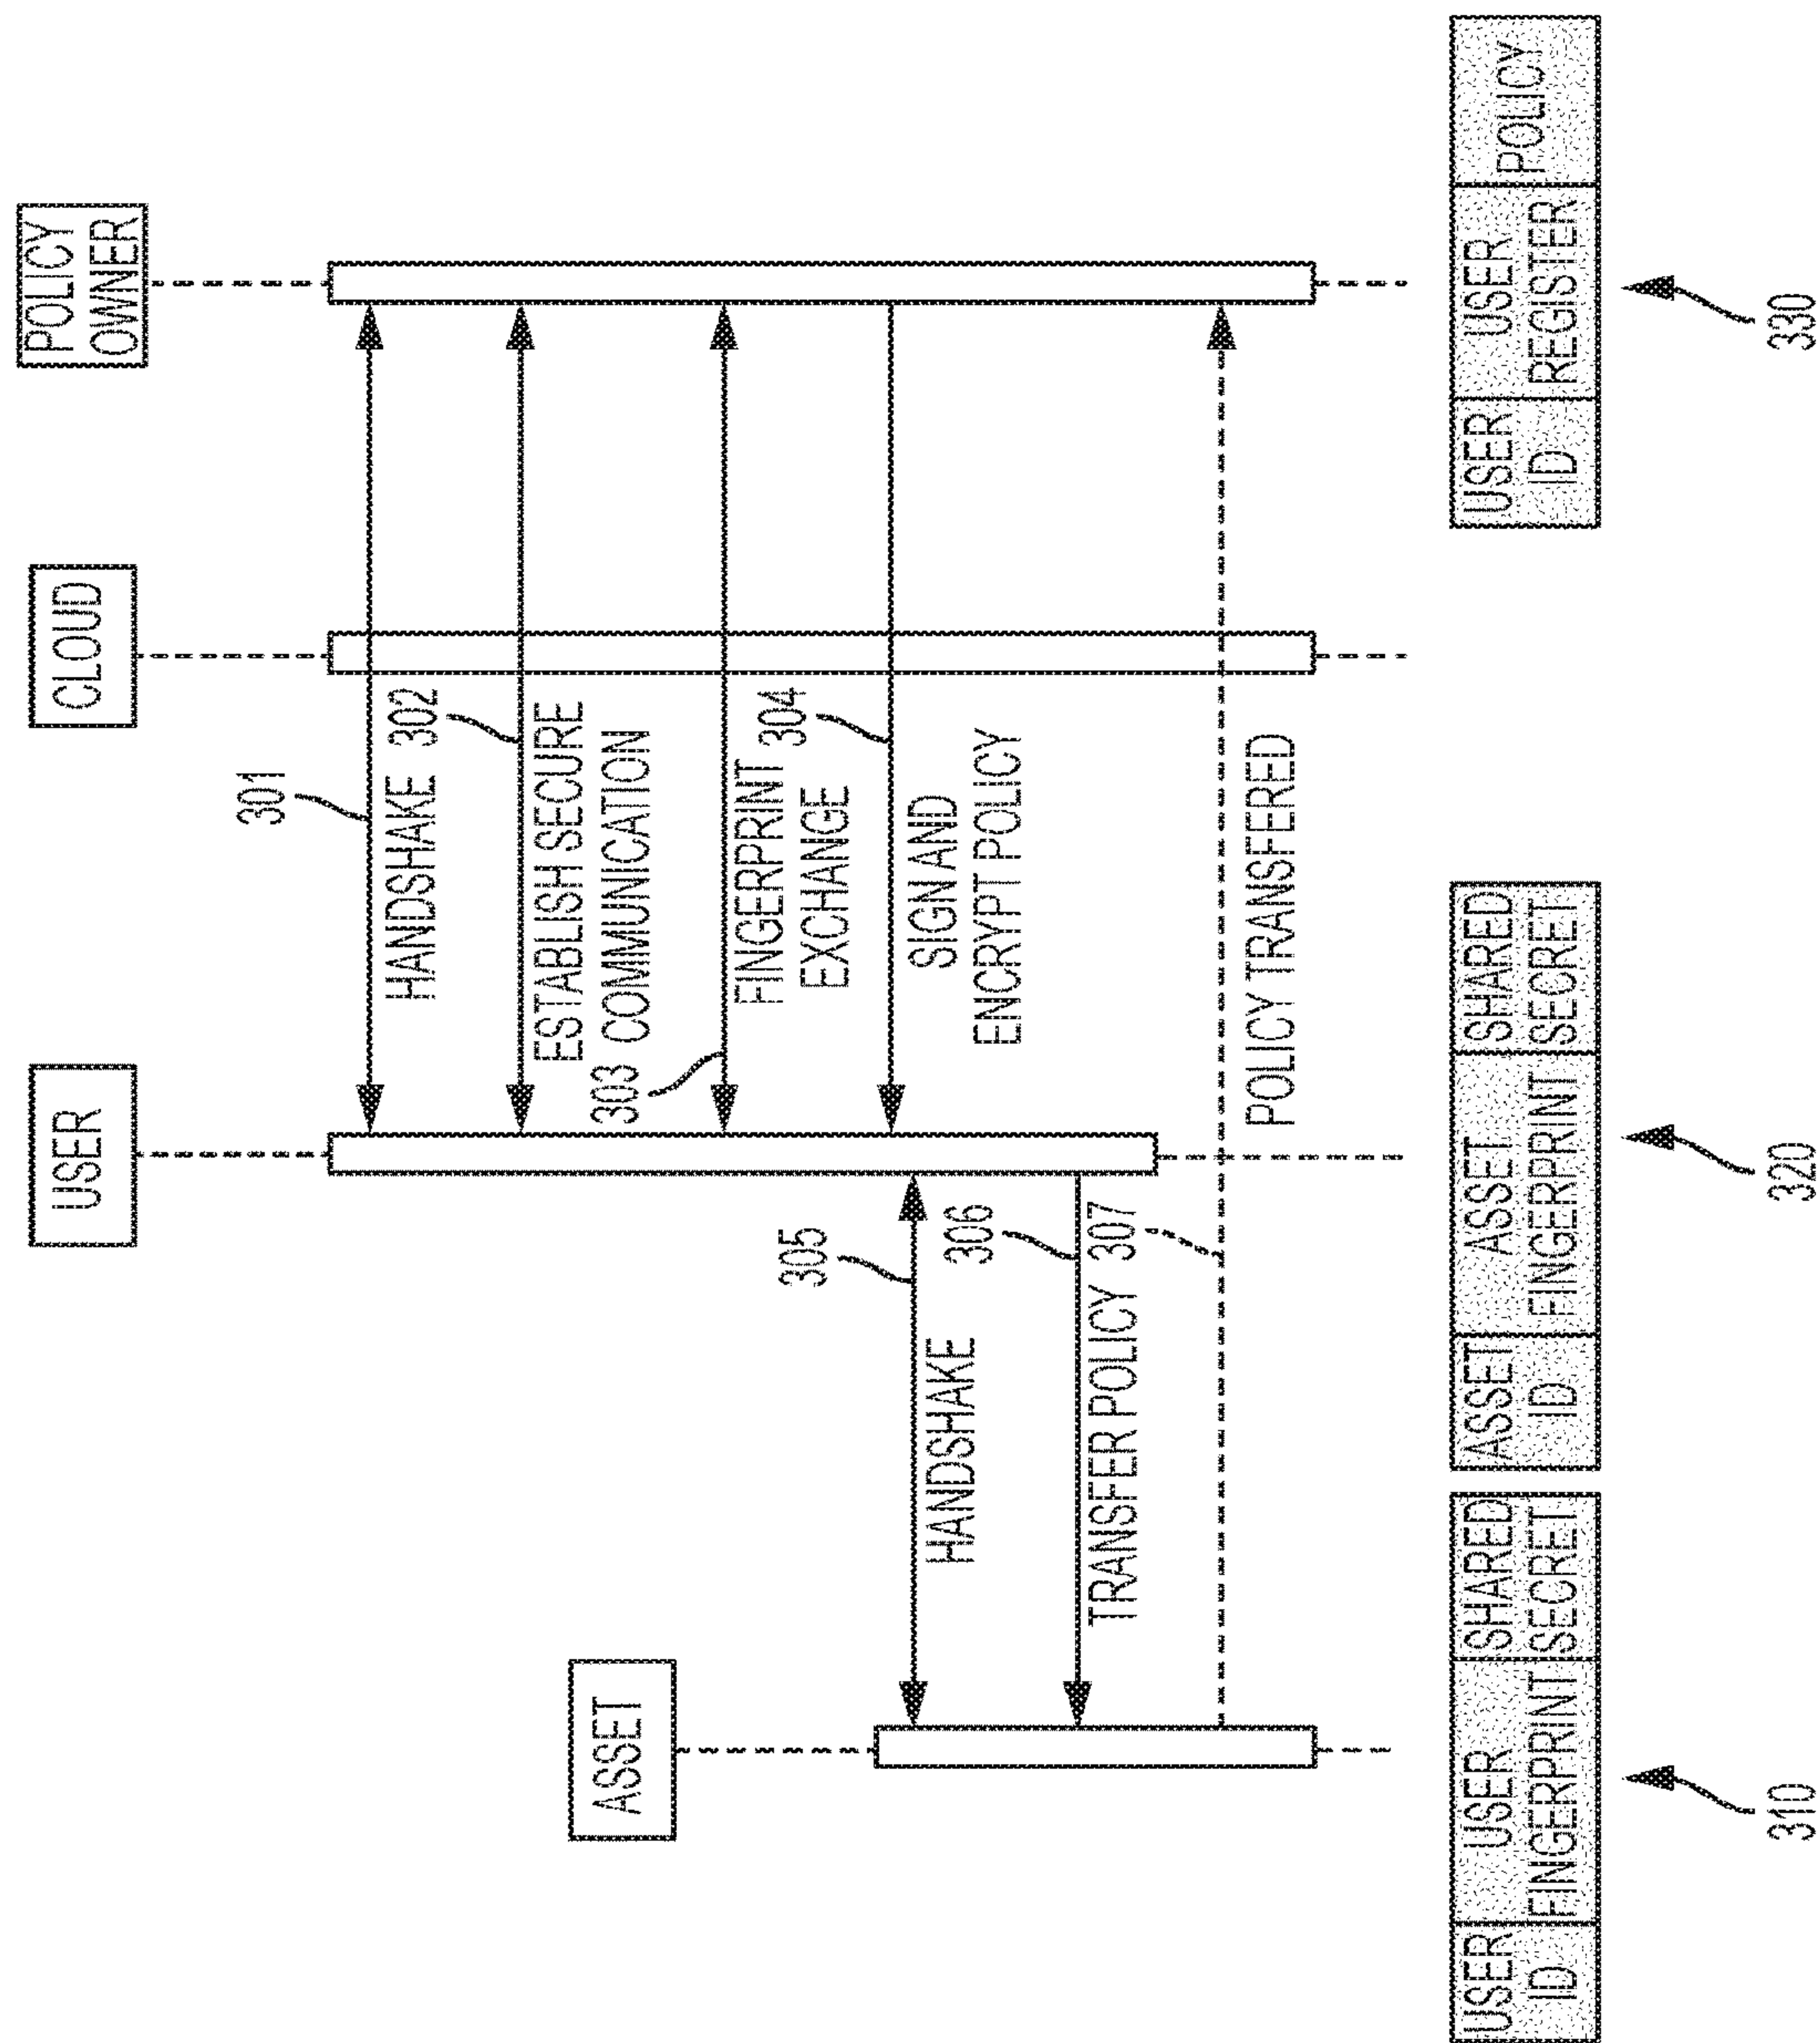 ASSET
USER
CLOUD
POLICY
OWNER
301
HANDSHAKE
302
ESTABLISH SECURE
COMMUNICATION
303
FINGERPRINT
EXCHANGE
304
SIGN AND
ENCRYPT POLICY
305
HANDSHAKE
306
TRANSFER POLICY
307
POLICY TRANSFERED
USER
ID
USER
FINGERPRINT
SHARED
SECRET
310
ASSET
ID
ASSET
FINGERPRINT
SHARED
SECRET
320
USER
ID
USER
REGISTER
POLICY
330